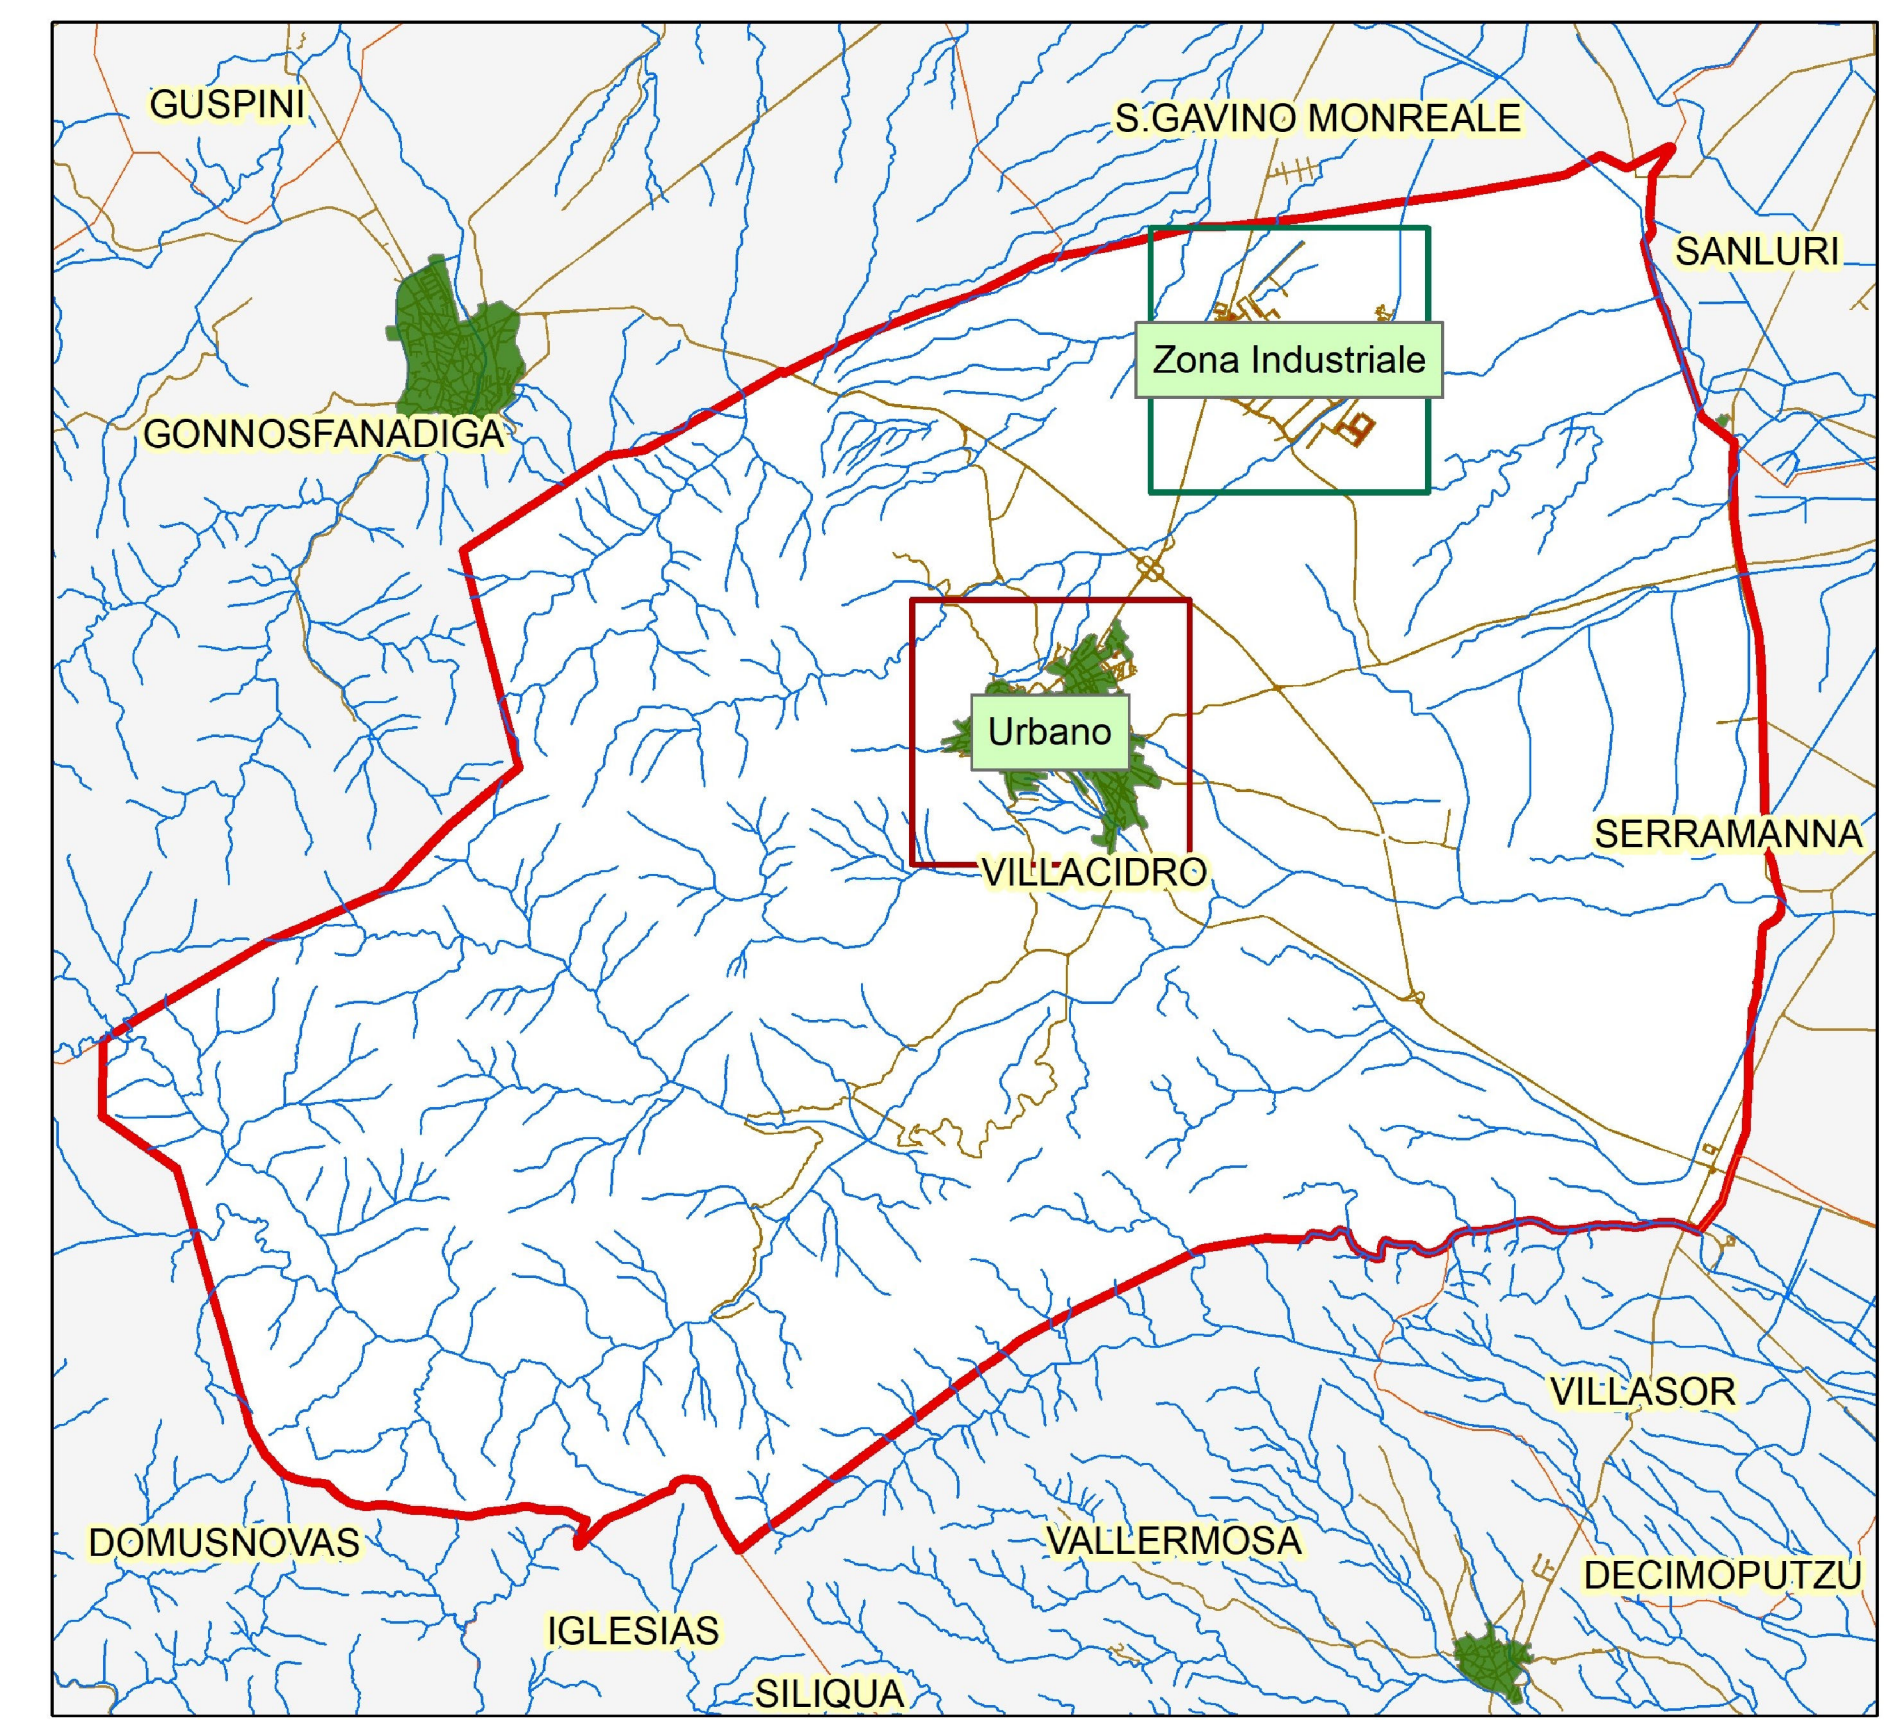 GUSPINI
S.GAVINO MONREALE
SANLURI
Zona Industriale
GONNOSFANADIGA
Urbano
SERRAMANNA
VILLACIDRO
VILLASOR
DOMUSNOVAS
VALLERMOSA
DECIMOPUTZU
IGLESIAS
SILIQUA